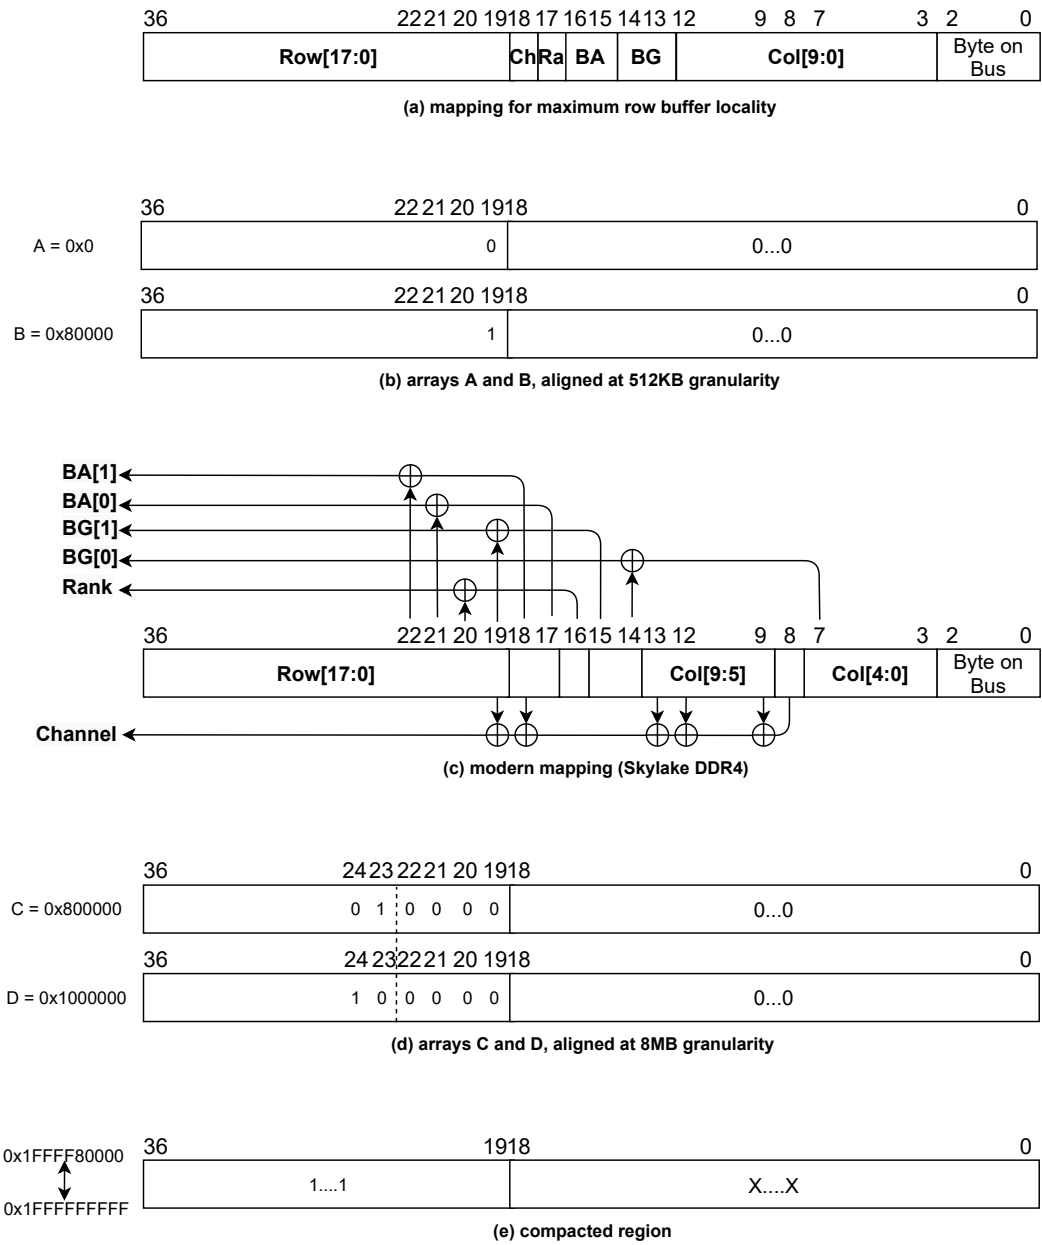 36 22 21 20 19 18 17 16 15 14 13 12 9 8 7 3 2 0
Row[17:0] Ch Ra BA BG Col[9:0] Byte on
Bus
(a) mapping for maximum row buffer locality
36 22 21 20 19 18 0
A = 0x0 0 0...0
36 22 21 20 19 18 0
B = 0x80000 1 0...0
(b) arrays A and B, aligned at 512KB granularity
BA[1]
BA[0]
BG[1]
BG[0]
Rank
36 22 21 20 19 18 17 16 15 14 13 12 9 8 7 3 2 0
Row[17:0] Col[9:5] Col[4:0] Byte on
Bus
Channel
(c) modern mapping (Skylake DDR4)
36 24 23 22 21 20 19 18 0
C = 0x800000 0 1 0 0 0 0 0...0
36 24 23 22 21 20 19 18 0
D = 0x1000000 1 0 0 0 0 0 0...0
(d) arrays C and D, aligned at 8MB granularity
36 19 18 0
0x1FFFF80000
1....1 X....X
0x1FFFFFFFFF
(e) compacted region